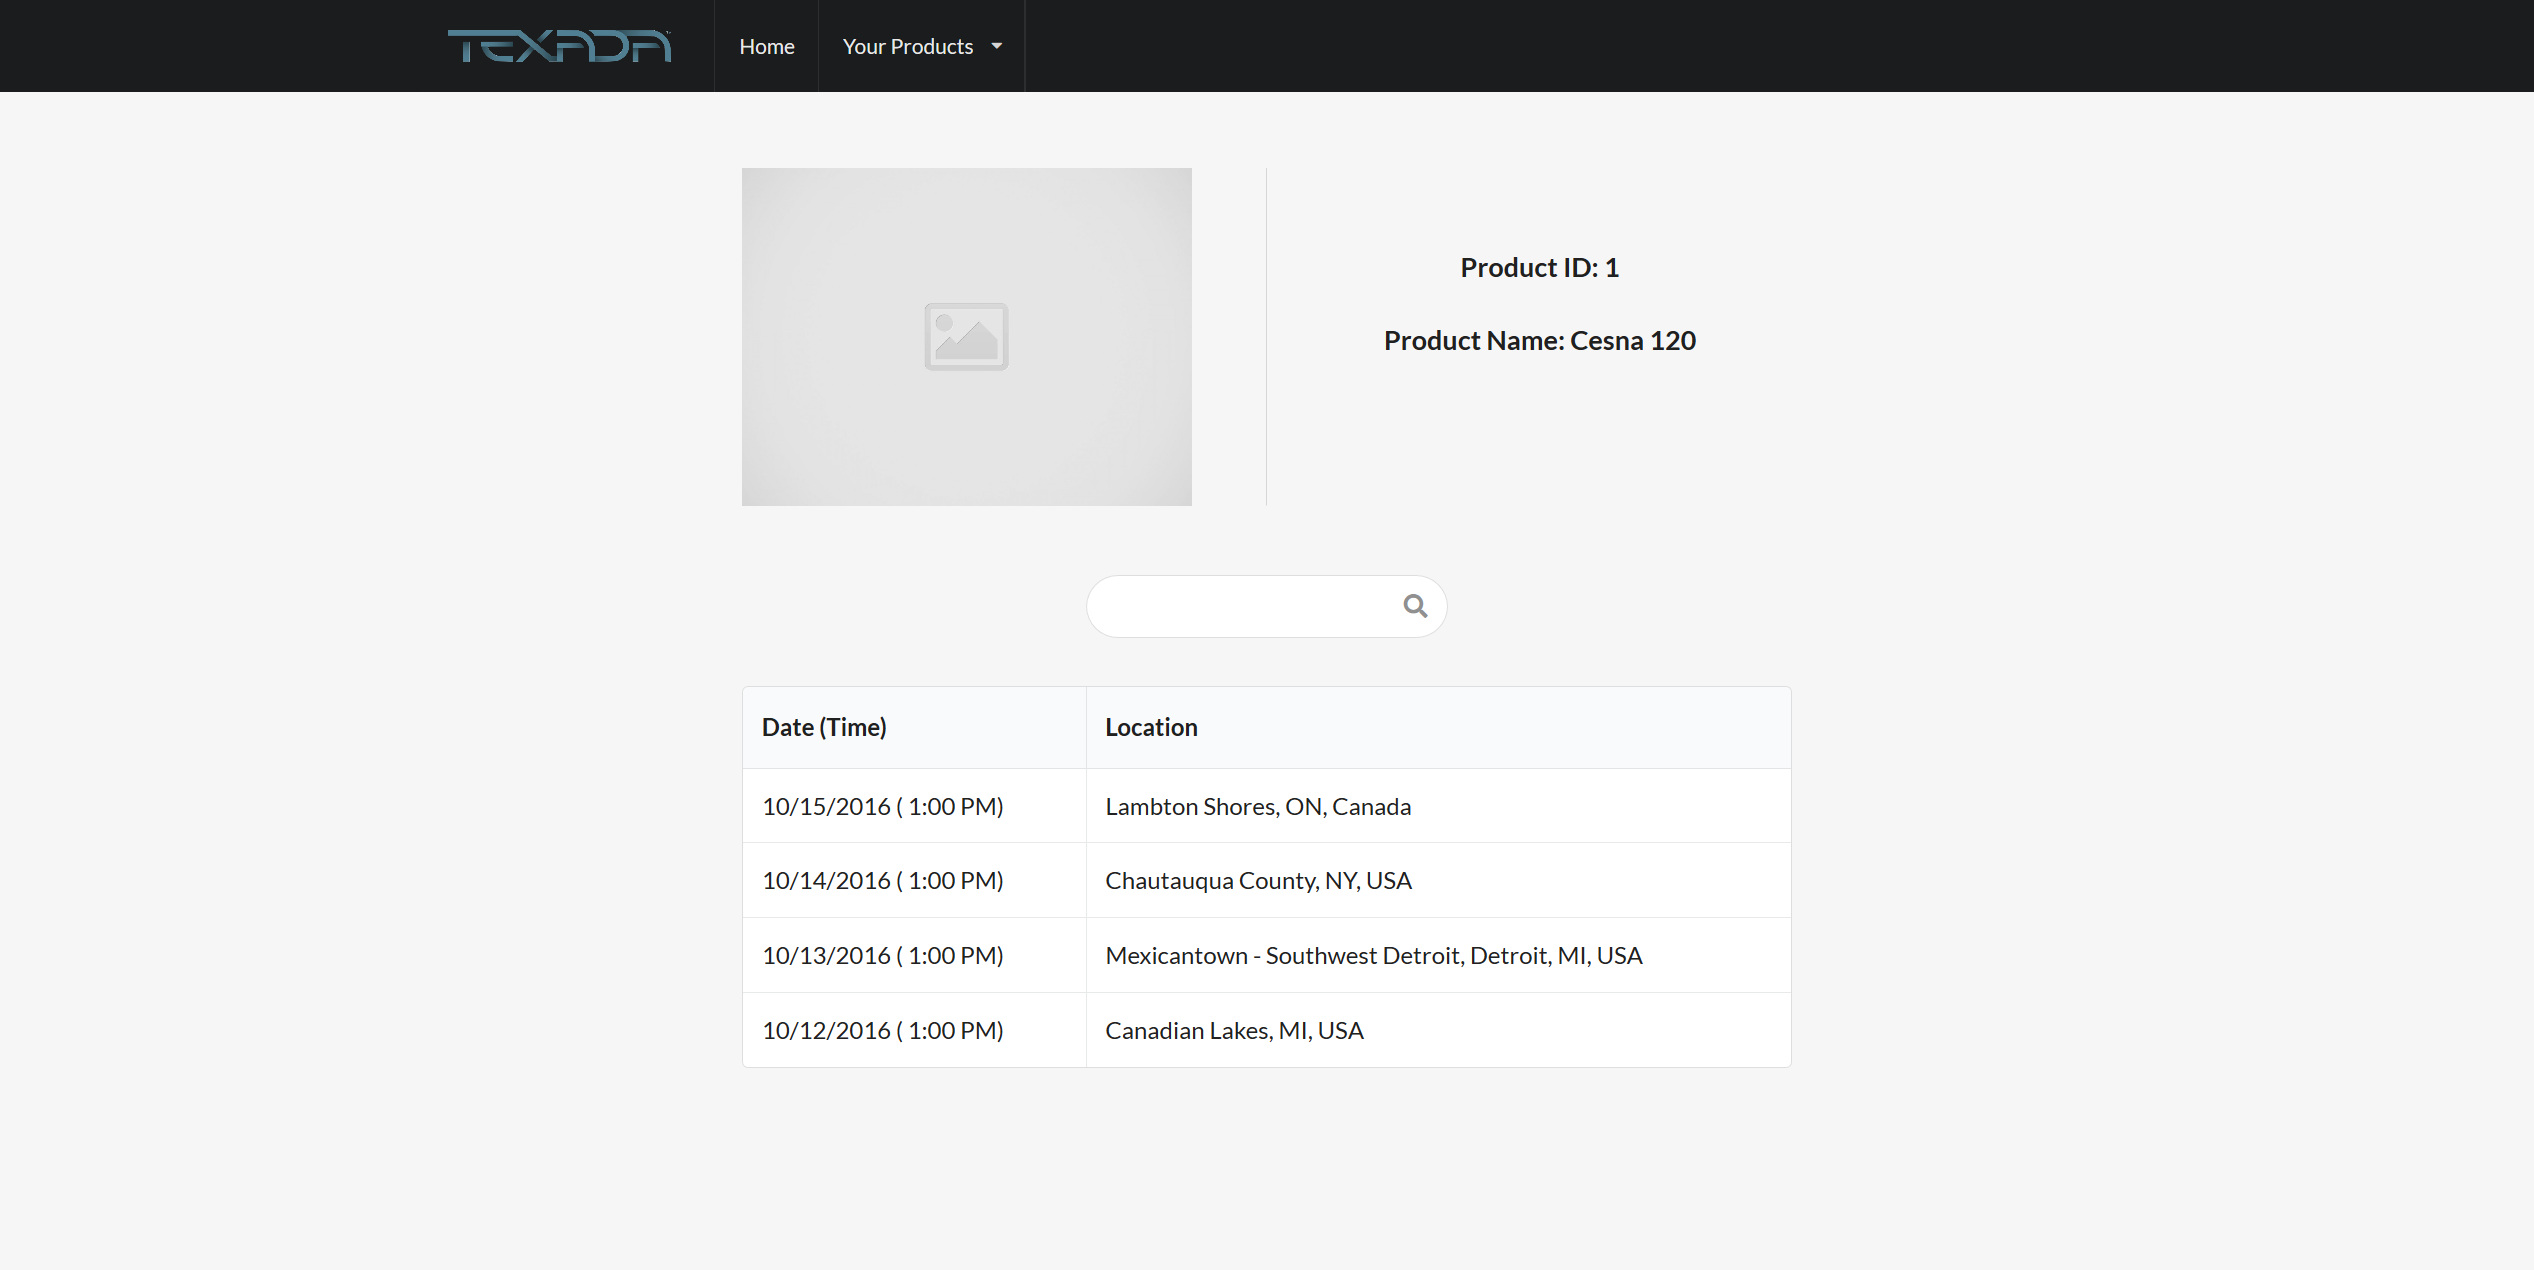 TEXADA
Home
Your Products
Product ID: 1
Product Name: Cesna 120
Date (Time)
Location
10/15/2016 ( 1:00 PM)
Lambton Shores, ON, Canada
10/14/2016 ( 1:00 PM)
Chautauqua County, NY, USA
10/13/2016 ( 1:00 PM)
Mexicantown - Southwest Detroit, Detroit, MI, USA
10/12/2016 ( 1:00 PM)
Canadian Lakes, MI, USA